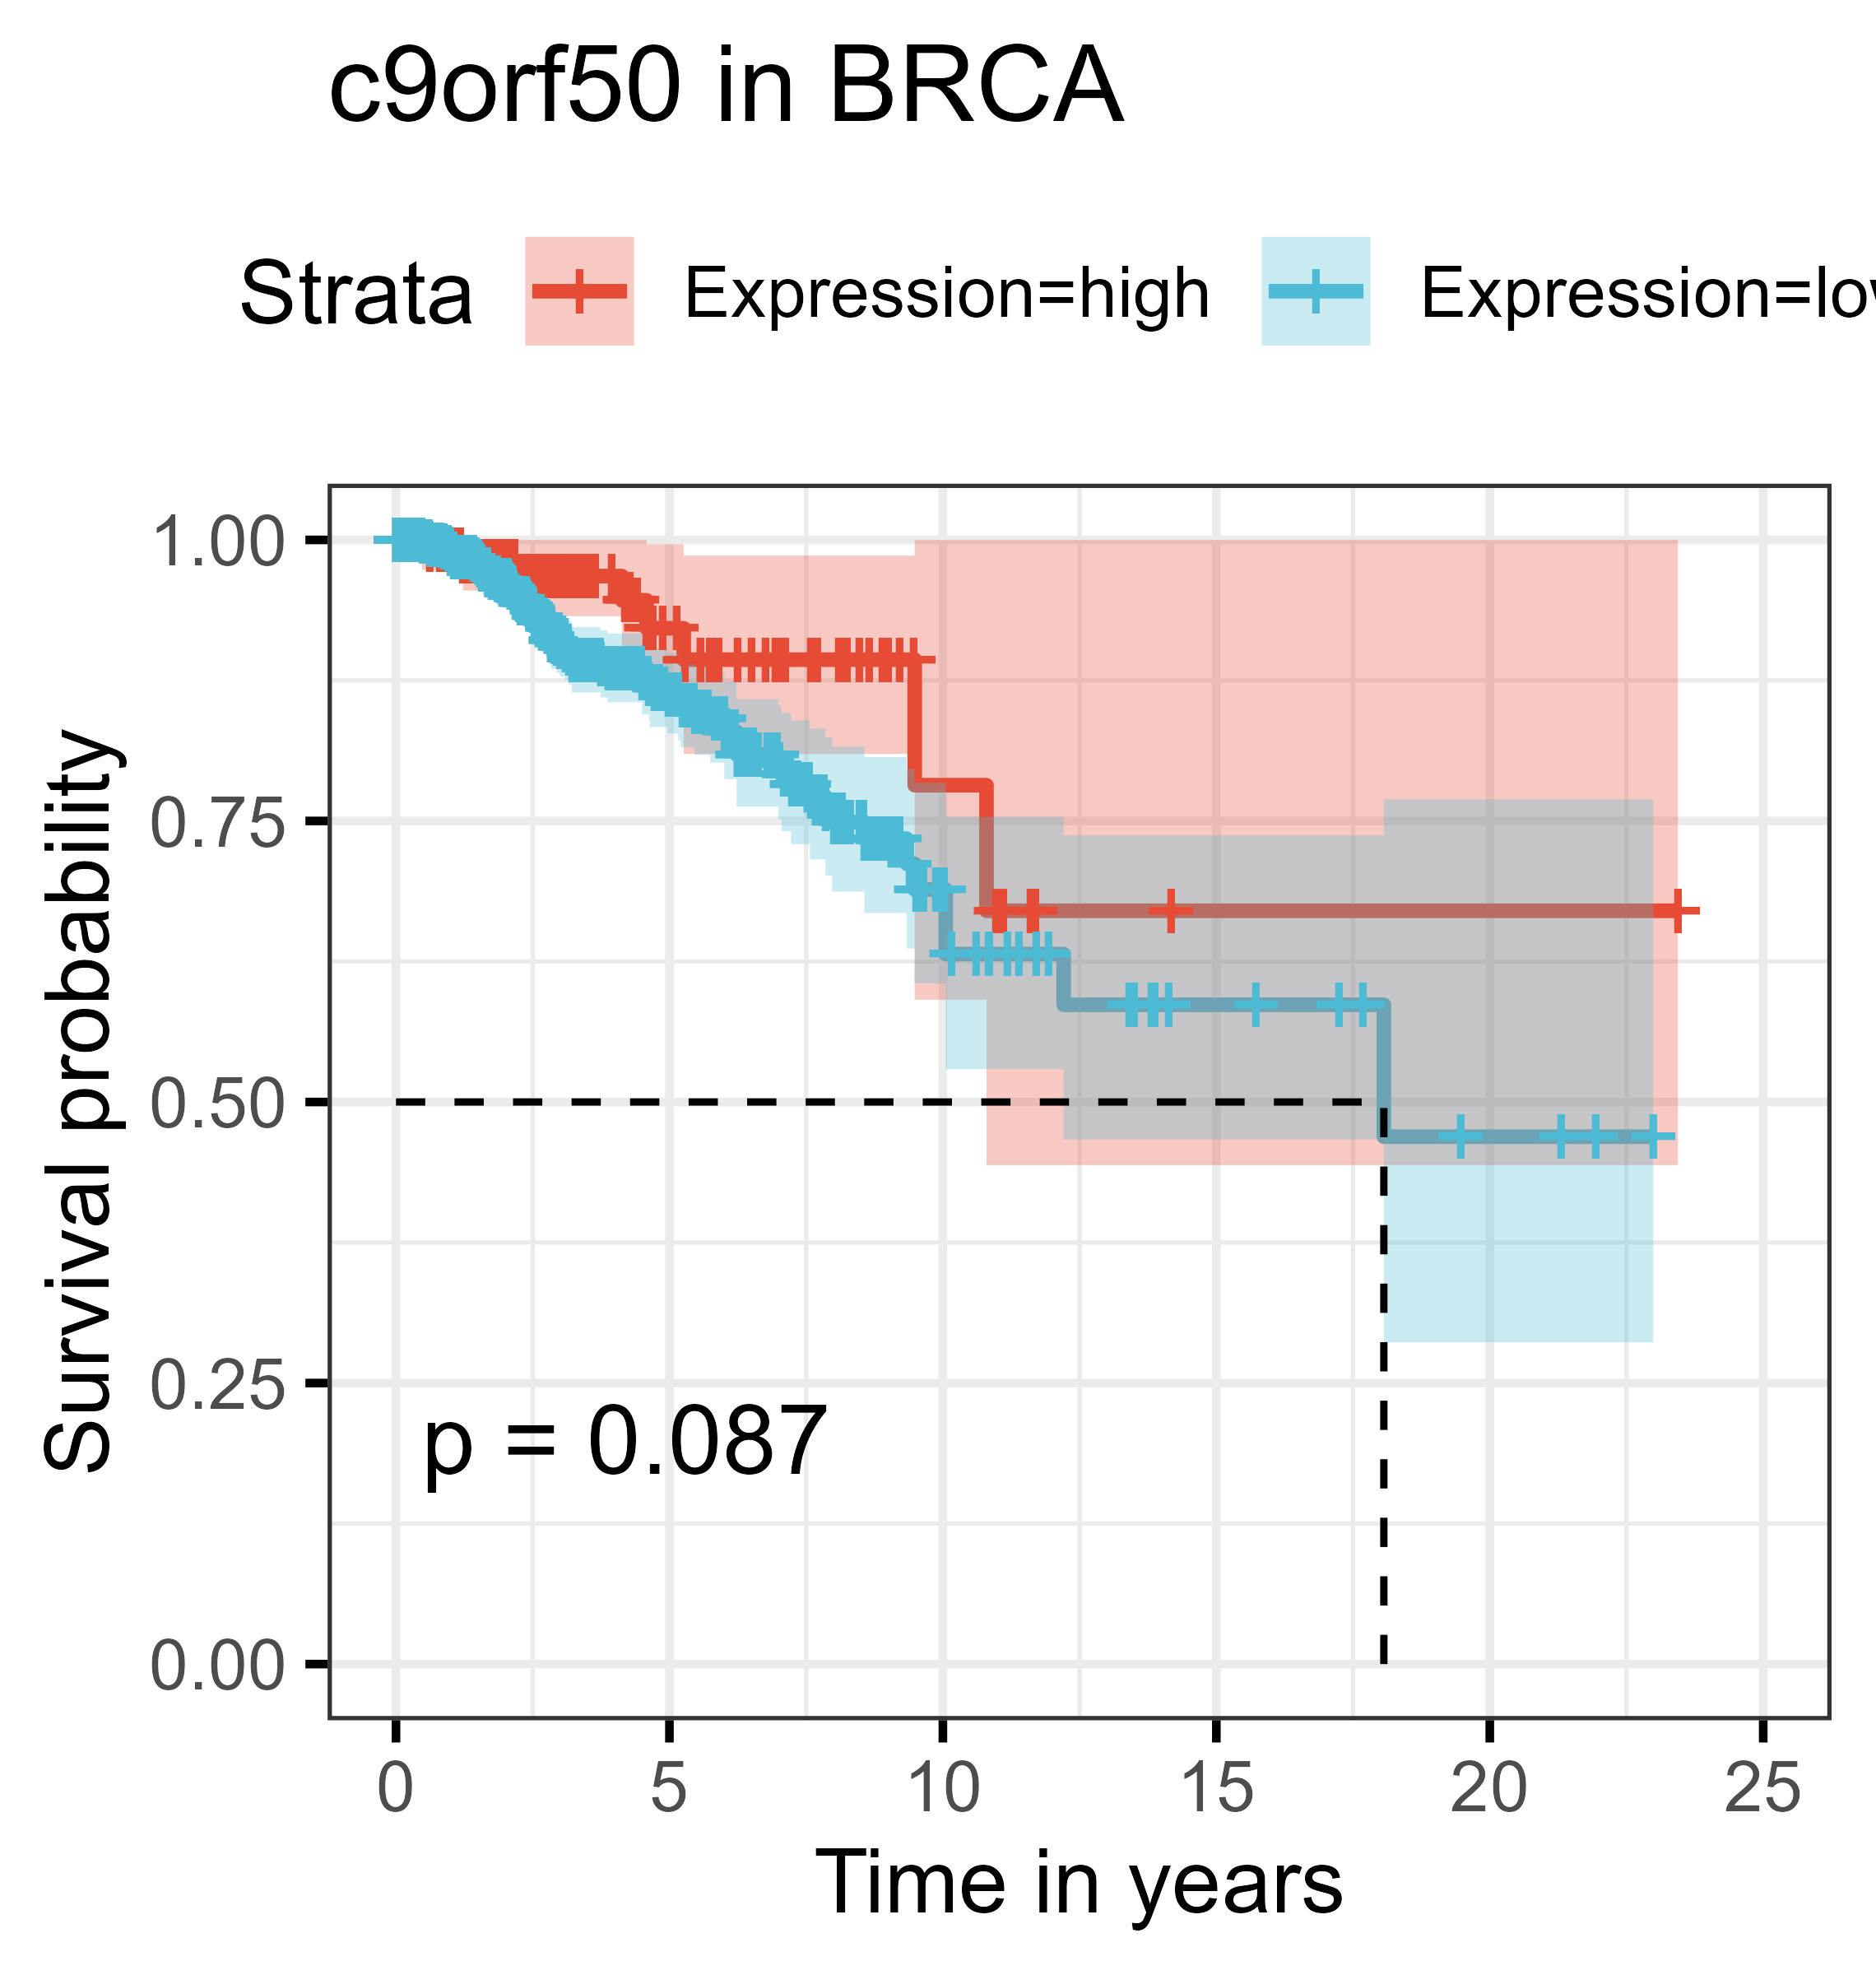 c9orf50 in BRCA
Strata Expression=high Expression=lo
1.00
0.75
0.50
0.25
0.00
Survival probability
p = 0.087
0 5 10 15 20 25
Time in years